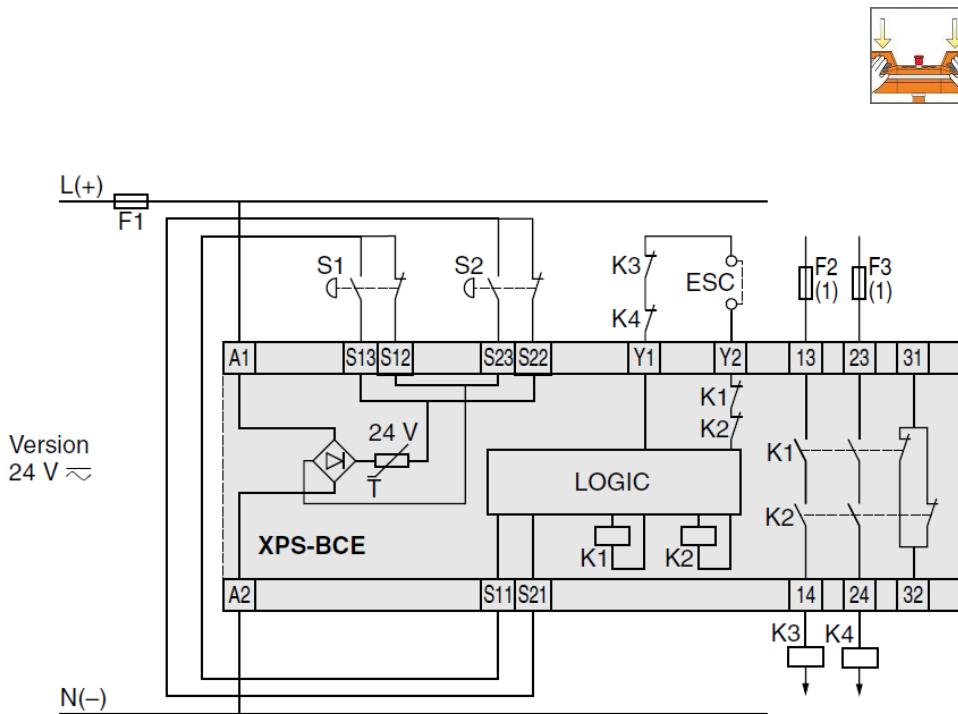 L(+)
F1
S1
S2
K3
K4
ESC
F2
(1)
F3
(1)
A1
S13
S12
S23
S22
Y1
Y2
13
23
31
K1
K2
24 V
T
Version
24 V ⎓~
LOGIC
K1
K2
XPS-BCE
K1
K2
A2
S11
S21
14
24
32
K3
K4
N(–)